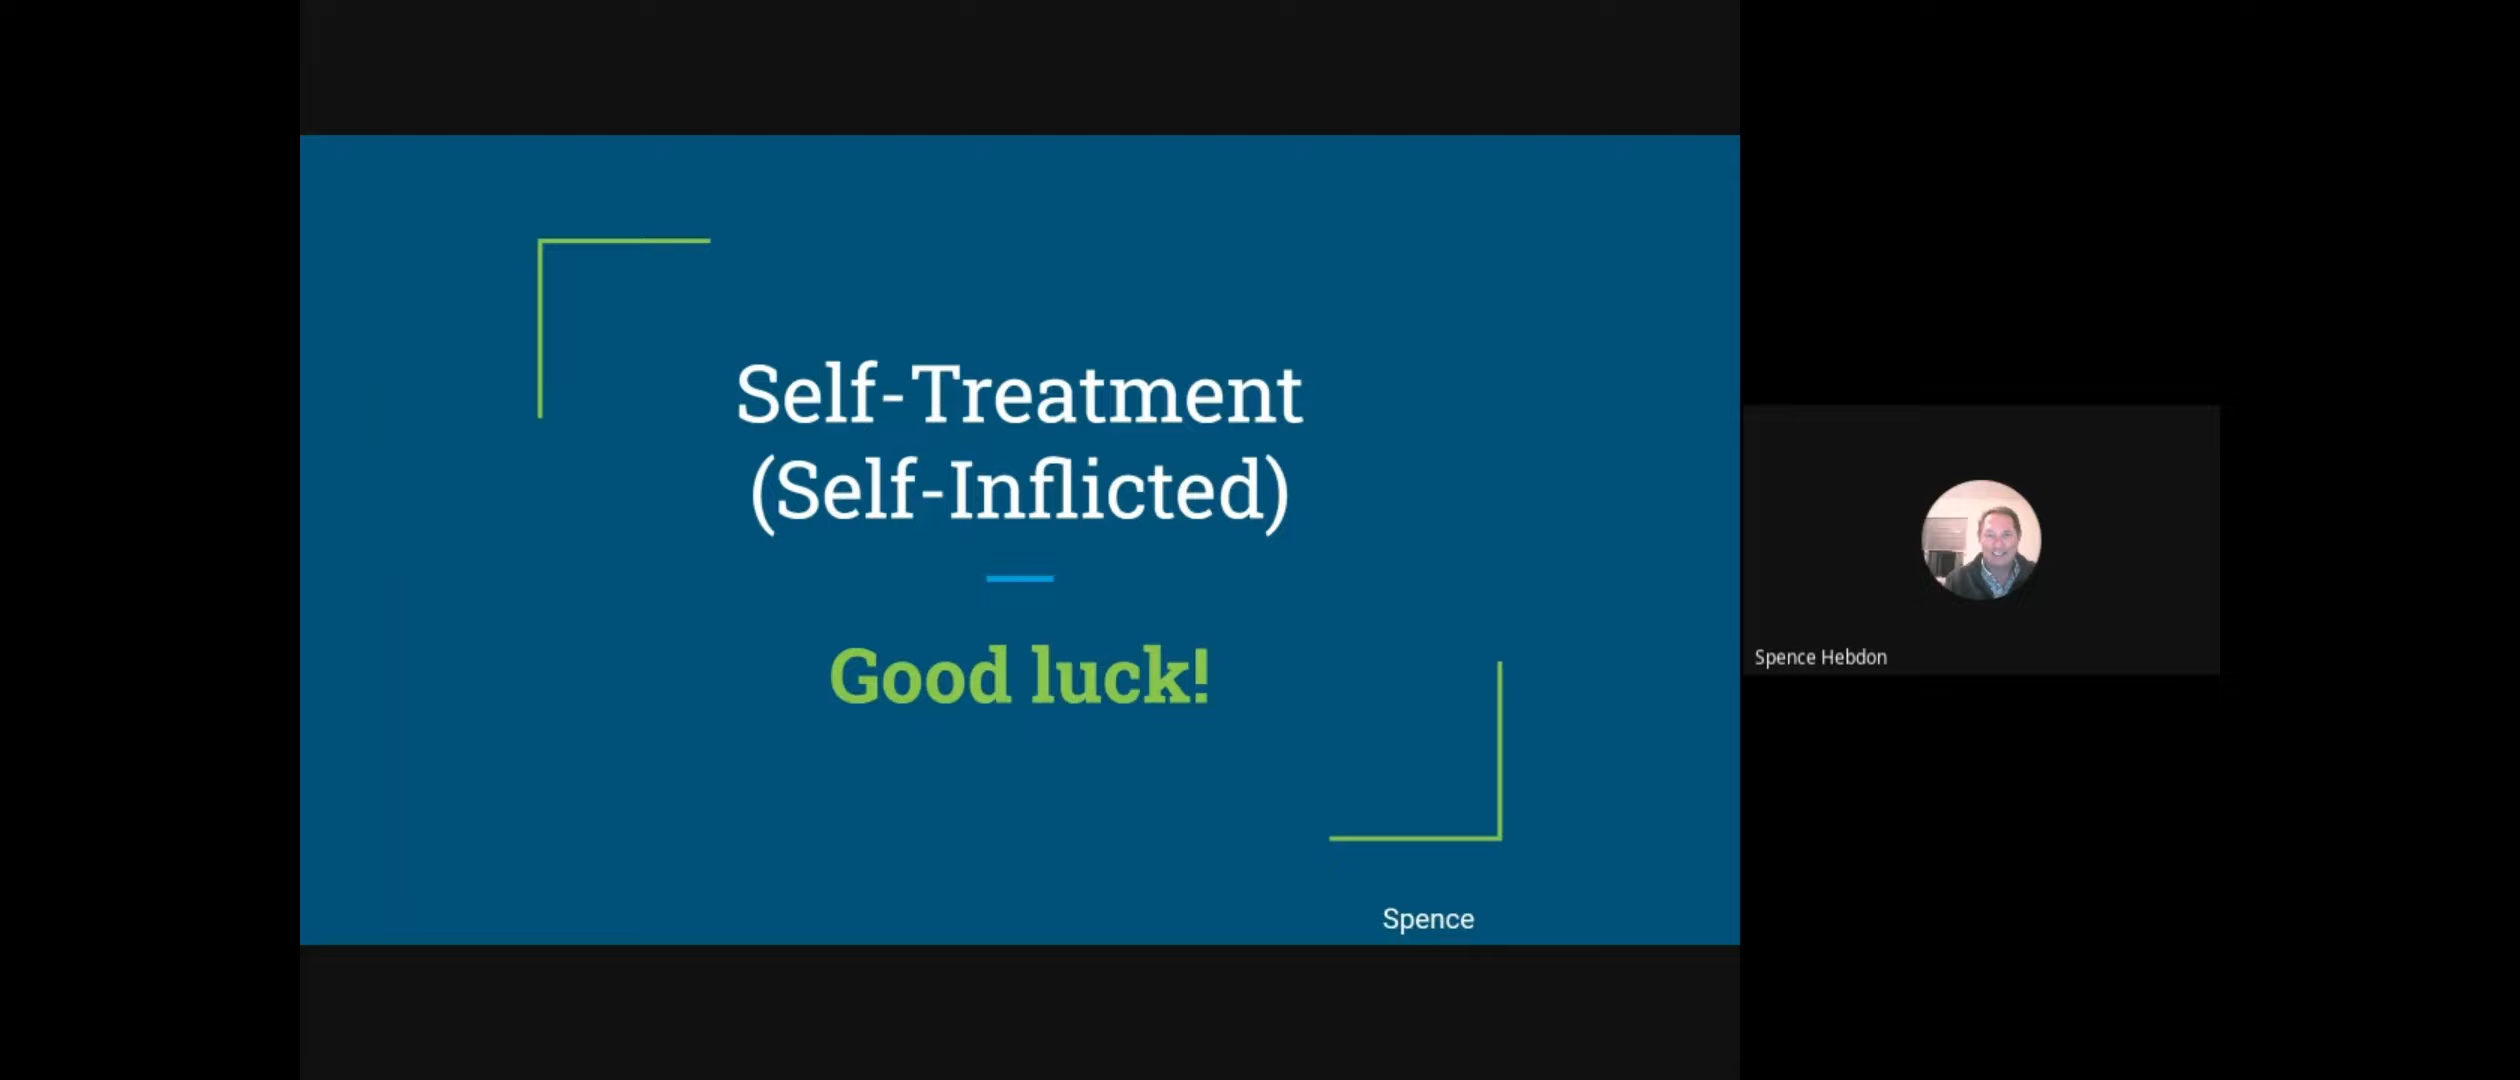 Self-Treatment
(Self-Inflicted)
Good luck!
Spence
Spence Hebdon